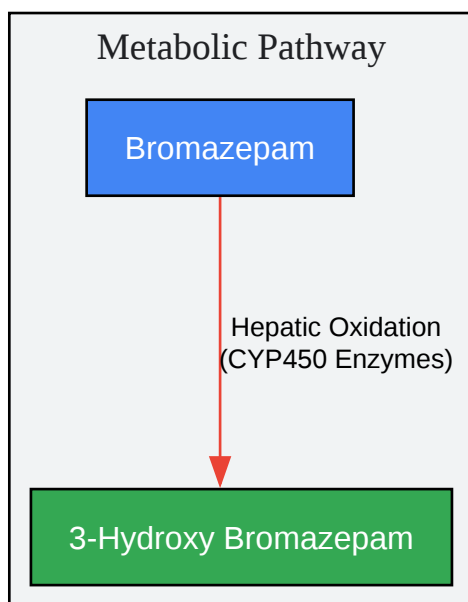 Metabolic Pathway
Bromazepam
Hepatic Oxidation
(CYP450 Enzymes)
3-Hydroxy Bromazepam